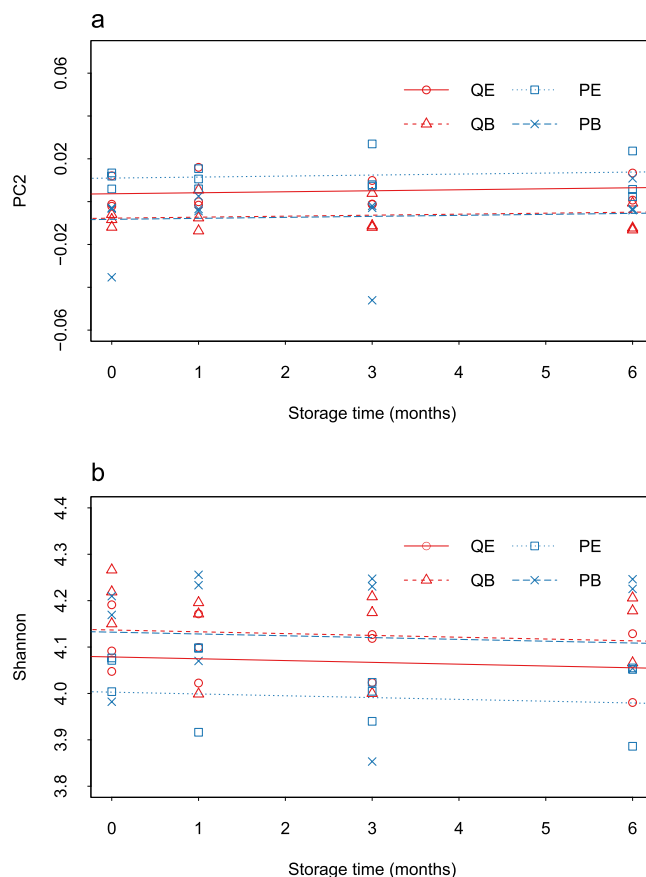 a
PC2
0.06
0.02
−0.02
−0.06
QE
PE
QB
PB
0
1
2
3
4
5
6
Storage time (months)
b
Shannon
4.4
4.3
4.2
4.1
4.0
3.9
3.8
QE
PE
QB
PB
0
1
2
3
4
5
6
Storage time (months)